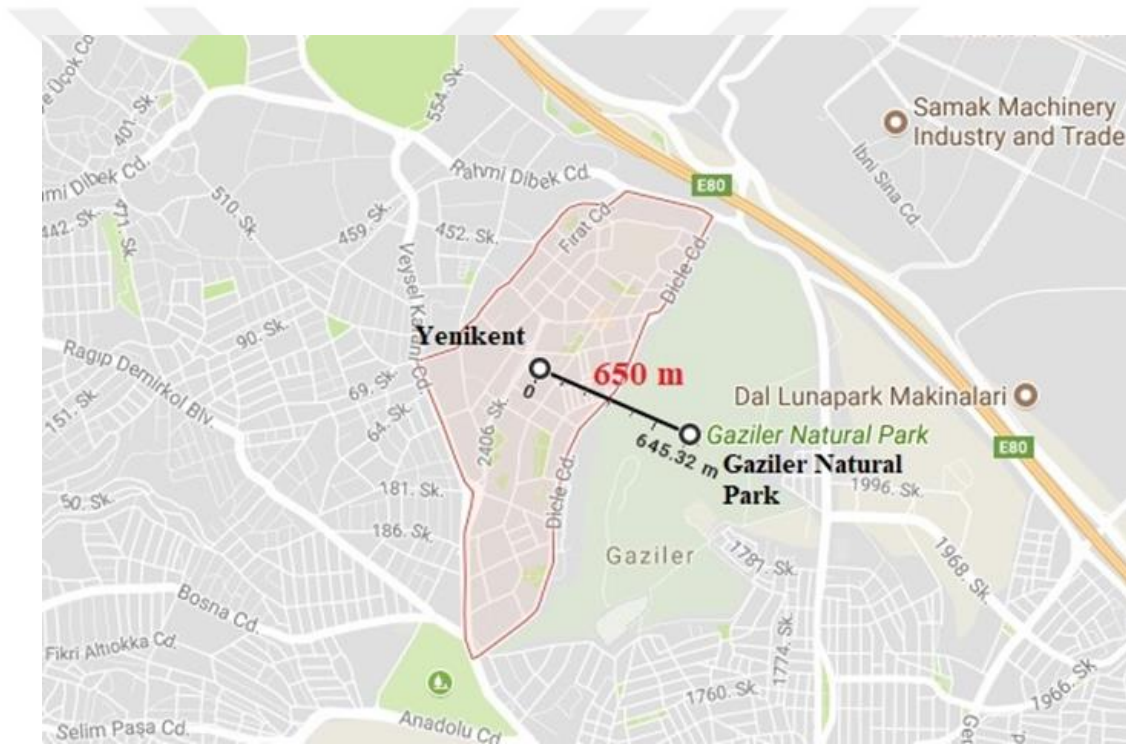 554. Sk.
401. Sk.
Rahmi Dibek Cd.
E80
Samak Machinery
Industry and Trade
İbni Sina Cd.
442. Sk.
471. Sk.
510. Sk.
459. Sk.
452. Sk.
Fırat Cd.
Dicle Cd.
Veysel Karani Cd.
Yenikent
90. Sk.
Ragıp Demirkol Blv.
69. Sk.
64. Sk.
151. Sk.
0
650 m
645.32 m
2406. Sk.
Dal Lunapark Makinalari
Gaziler Natural Park
Gaziler Natural
Park
E80
181. Sk.
186. Sk.
50. Sk.
Dicle Cd.
1996. Sk.
Gaziler
1781. Sk.
1968. Sk.
Bosna Cd.
Fikri Altıokka Cd.
1774. Sk.
1760. Sk.
1966. Sk.
Selim Paşa Cd.
Anadolu Cd.